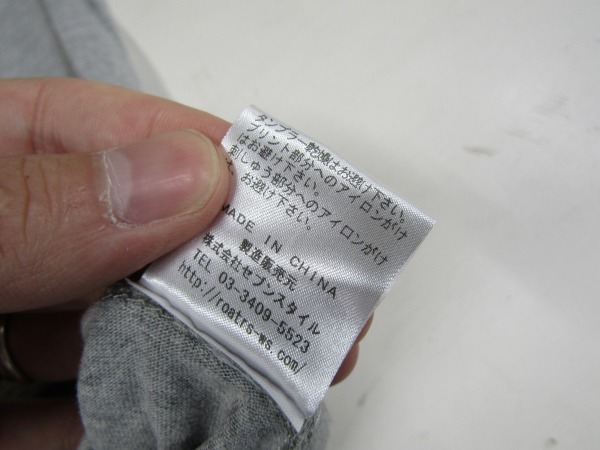 タンブラー乾燥はお避け下さい。
プリント部分へのアイロンがけ
はお避け下さい。
刺しゅう部分へのアイロンがけ
お避け下さい。
MADE IN CHINA
製造販売元
株式会社セブンスタイル
TEL 03-3409-5523
http://roatrs-ws.com/